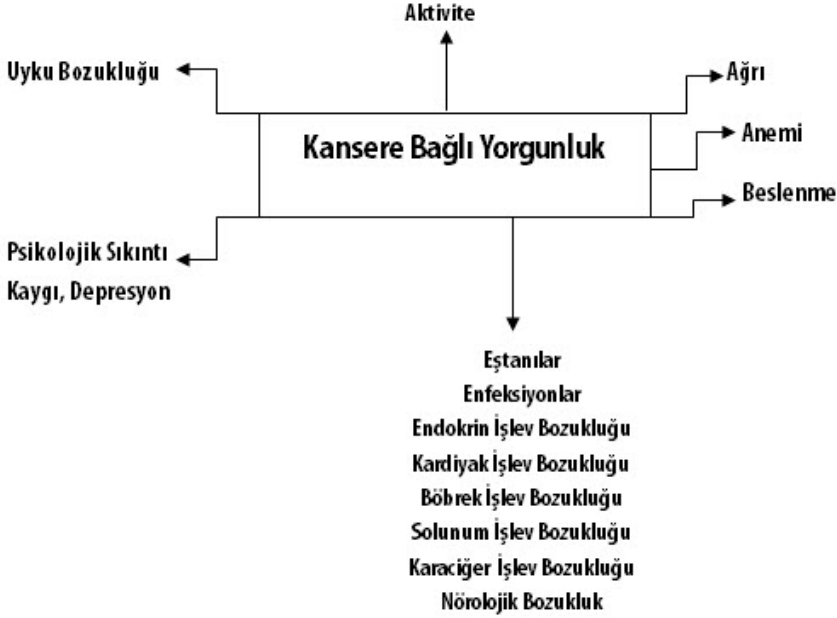 Aktivite
Uyku Bozukluğu
Ağrı
Kansere Bağlı Yorgunluk
Anemi
Beslenme
Psikolojik Sıkıntı
Kaygı, Depresyon
Eştanılar
Enfeksiyonlar
Endokrin İşlev Bozukluğu
Kardiyak İşlev Bozukluğu
Böbrek İşlev Bozukluğu
Solunum İşlev Bozukluğu
Karaciğer İşlev Bozukluğu
Nörolojik Bozukluk